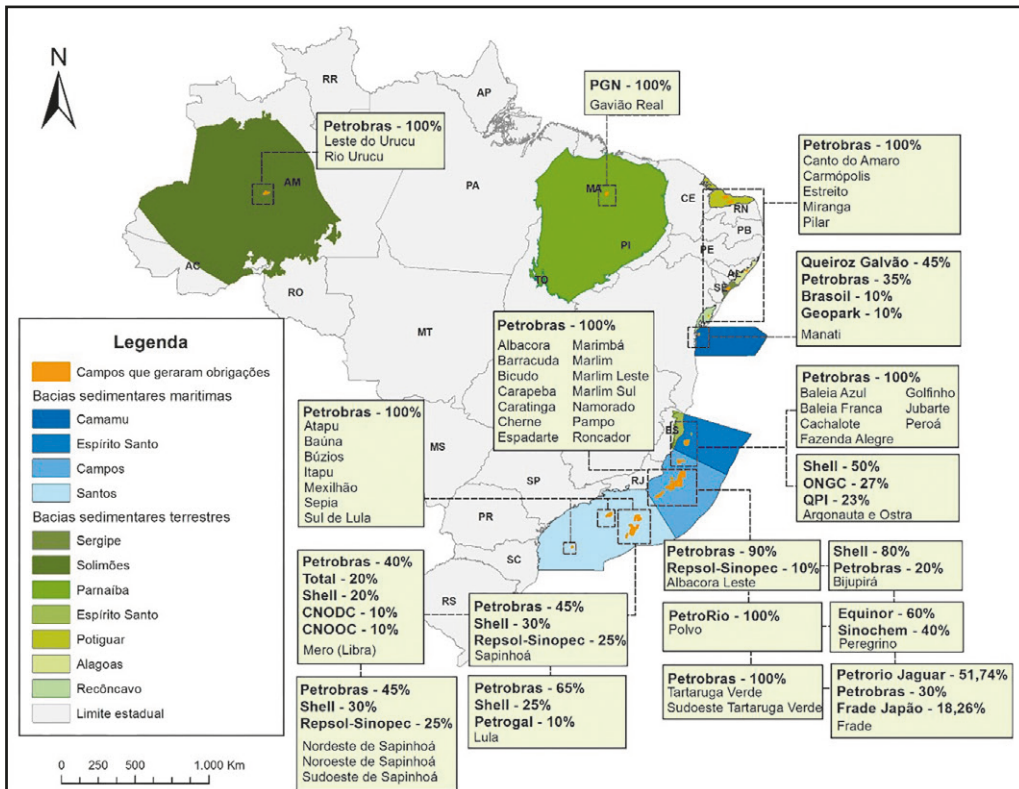 N
RR
AP
AM
PA
MA
CE
RN
PB
PE
PI
AL
SE
TO
AC
RO
MT
MS
ES
SP
RJ
PR
SC
RS
PGN - 100%
Gavião Real
Petrobras - 100%
Leste do Urucu
Rio Urucu
Petrobras - 100%
Canto do Amaro
Carmópolis
Estreito
Miranga
Pilar
Queiroz Galvão - 45%
Petrobras - 35%
Brasoil - 10%
Geopark - 10%
Manati
Petrobras - 100%
Albacora Marimbá
Barracuda Marlim
Bicudo Marlim Leste
Carapeba Marlim Sul
Caratinga Namorado
Cherne Pampo
Espadarte Roncador
Petrobras - 100%
Baleia Azul Golfinho
Baleia Franca Jubarte
Cachalote Peroá
Fazenda Alegre
Shell - 50%
ONGC - 27%
QPI - 23%
Argonauta e Ostra
Petrobras - 100%
Atapu
Baúna
Búzios
Itapu
Mexilhão
Sepia
Sul de Lula
Petrobras - 40%
Total - 20%
Shell - 20%
CNODC - 10%
CNOOC - 10%
Mero (Libra)
Petrobras - 45%
Shell - 30%
Repsol-Sinopec - 25%
Sapinhoá
Petrobras - 90%
Repsol-Sinopec - 10%
Albacora Leste
Shell - 80%
Petrobras - 20%
Bijupirá
PetroRio - 100%
Polvo
Equinor - 60%
Sinochem - 40%
Peregrino
Petrobras - 45%
Shell - 30%
Repsol-Sinopec - 25%
Nordeste de Sapinhoá
Noroeste de Sapinhoá
Sudoeste de Sapinhoá
Petrobras - 65%
Shell - 25%
Petrogal - 10%
Lula
Petrobras - 100%
Tartaruga Verde
Sudoeste Tartaruga Verde
Petrorio Jaguar - 51,74%
Petrobras - 30%
Frade Japão - 18,26%
Frade
Legenda
Campos que geraram obrigações
Bacias sedimentares maritimas
Camamu
Espírito Santo
Campos
Santos
Bacias sedimentares terrestres
Sergipe
Solimões
Parnaíba
Espírito Santo
Potiguar
Alagoas
Recôncavo
Limite estadual
0 250 500 1.000 Km